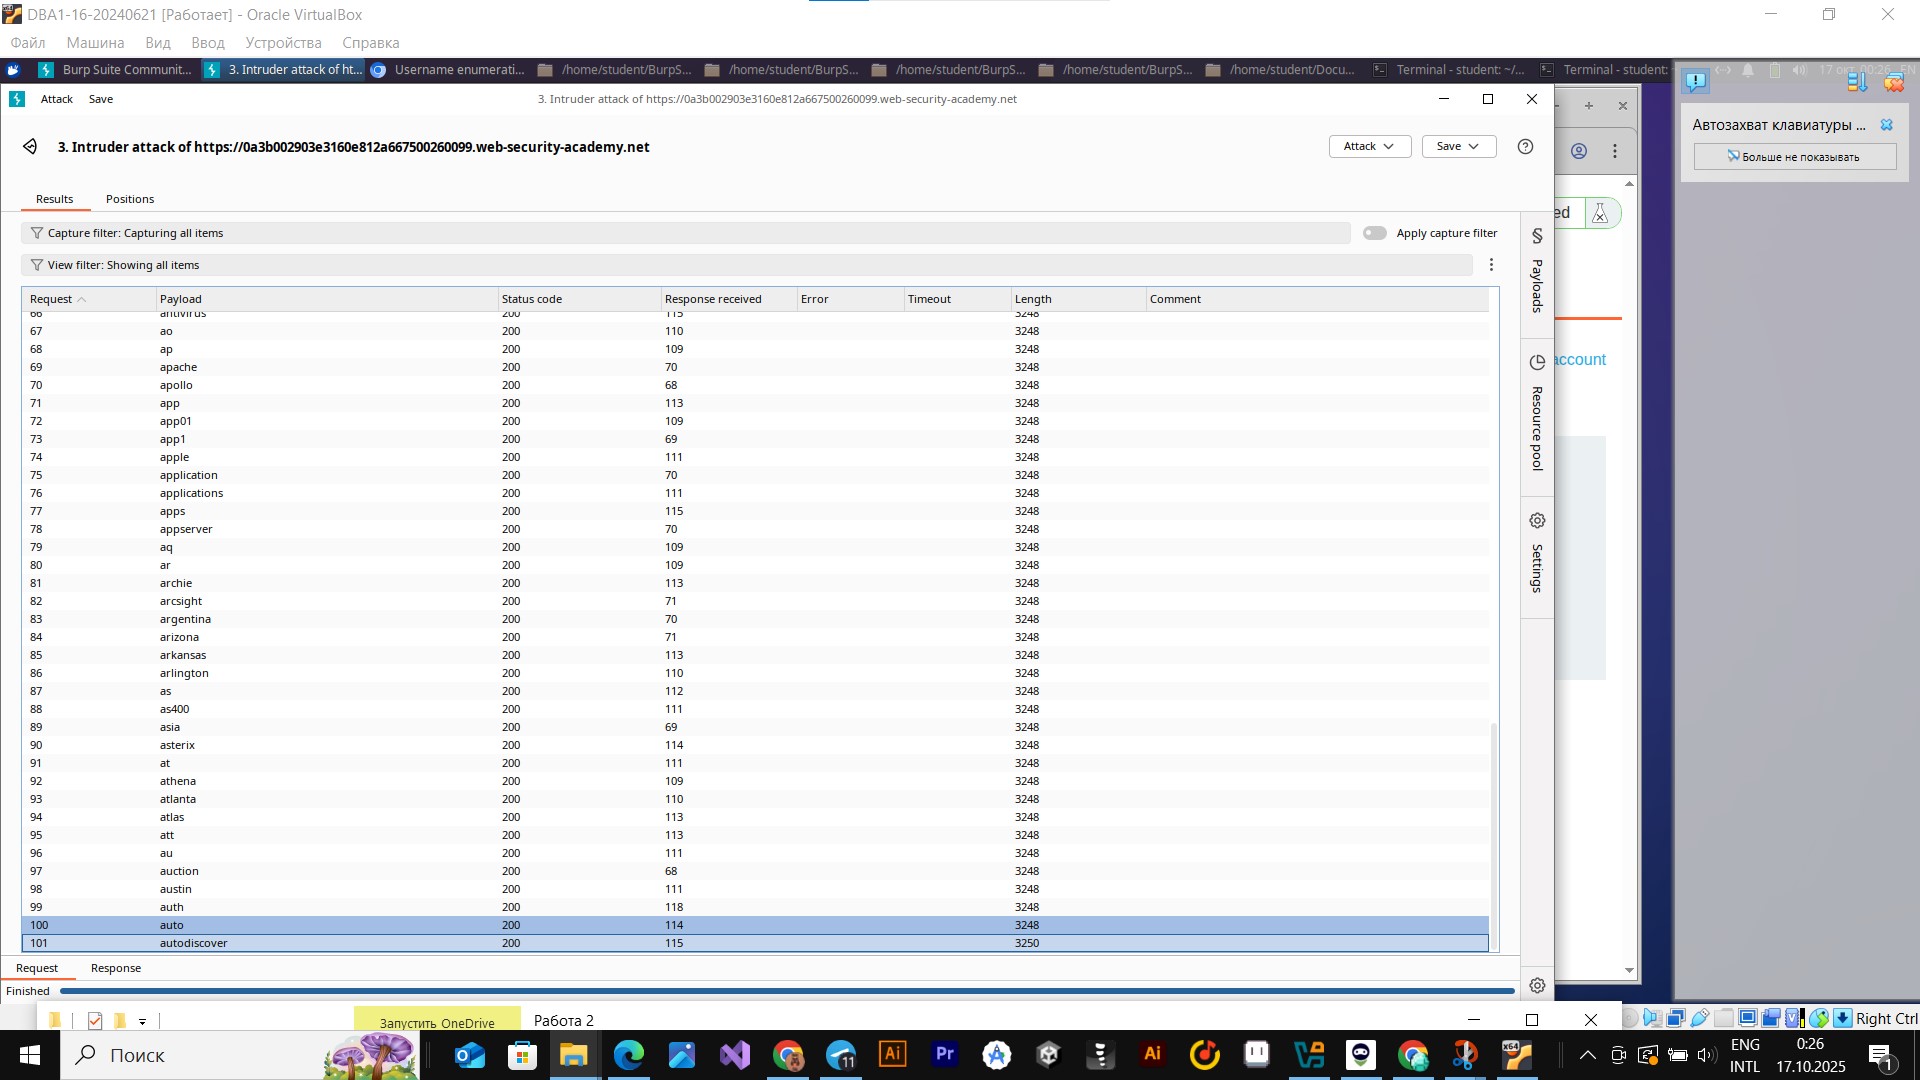 DBA1-16-20240621 [Работает] - Oracle VirtualBox
Файл Машина Вид Ввод Устройства Справка
Burp Suite Communit... 3. Intruder attack of ht... Username enumerati... /home/student/BurpS... /home/student/BurpS... /home/student/BurpS... /home/student/BurpS... /home/student/Docu... Terminal - student: ~/... Terminal - student: 17 окт, 00:26 EN
Attack Save 3. Intruder attack of https://0a3b002903e3160e812a667500260099.web-security-academy.net
3. Intruder attack of https://0a3b002903e3160e812a667500260099.web-security-academy.net Attack Save
Автозахват клавиатуры ...
Больше не показывать
Results Positions
ed
Capture filter: Capturing all items Apply capture filter
View filter: Showing all items
Payloads
Resource pool
Settings
account
Request Payload Status code Response received Error Timeout Length Comment
66 antivirus 200 115 3248
67 ao 200 110 3248
68 ap 200 109 3248
69 apache 200 70 3248
70 apollo 200 68 3248
71 app 200 113 3248
72 app01 200 109 3248
73 app1 200 69 3248
74 apple 200 111 3248
75 application 200 70 3248
76 applications 200 111 3248
77 apps 200 115 3248
78 appserver 200 70 3248
79 aq 200 109 3248
80 ar 200 109 3248
81 archie 200 113 3248
82 arcsight 200 71 3248
83 argentina 200 70 3248
84 arizona 200 71 3248
85 arkansas 200 113 3248
86 arlington 200 110 3248
87 as 200 112 3248
88 as400 200 111 3248
89 asia 200 69 3248
90 asterix 200 114 3248
91 at 200 111 3248
92 athena 200 109 3248
93 atlanta 200 110 3248
94 atlas 200 113 3248
95 att 200 113 3248
96 au 200 111 3248
97 auction 200 68 3248
98 austin 200 111 3248
99 auth 200 118 3248
100 auto 200 114 3248
101 autodiscover 200 115 3250
Request Response
Finished
Запустить OneDrive Работа 2
Right Ctrl
Поиск
11
Ai Pr Ai
x64
ENG
INTL
0:26
17.10.2025
1